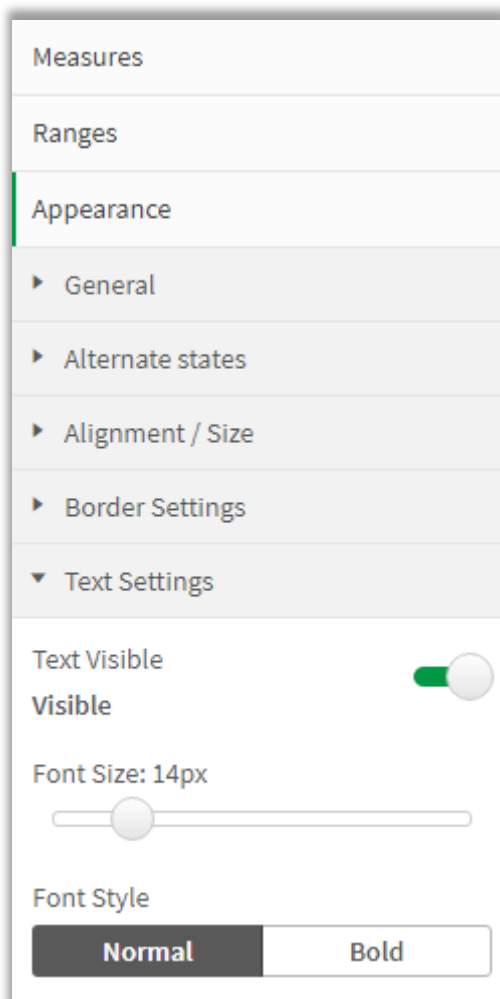 Measures
Ranges
Appearance
General
Alternate states
Alignment / Size
Border Settings
Text Settings
Text Visible
Visible
Font Size: 14px
Font Style
Normal Bold